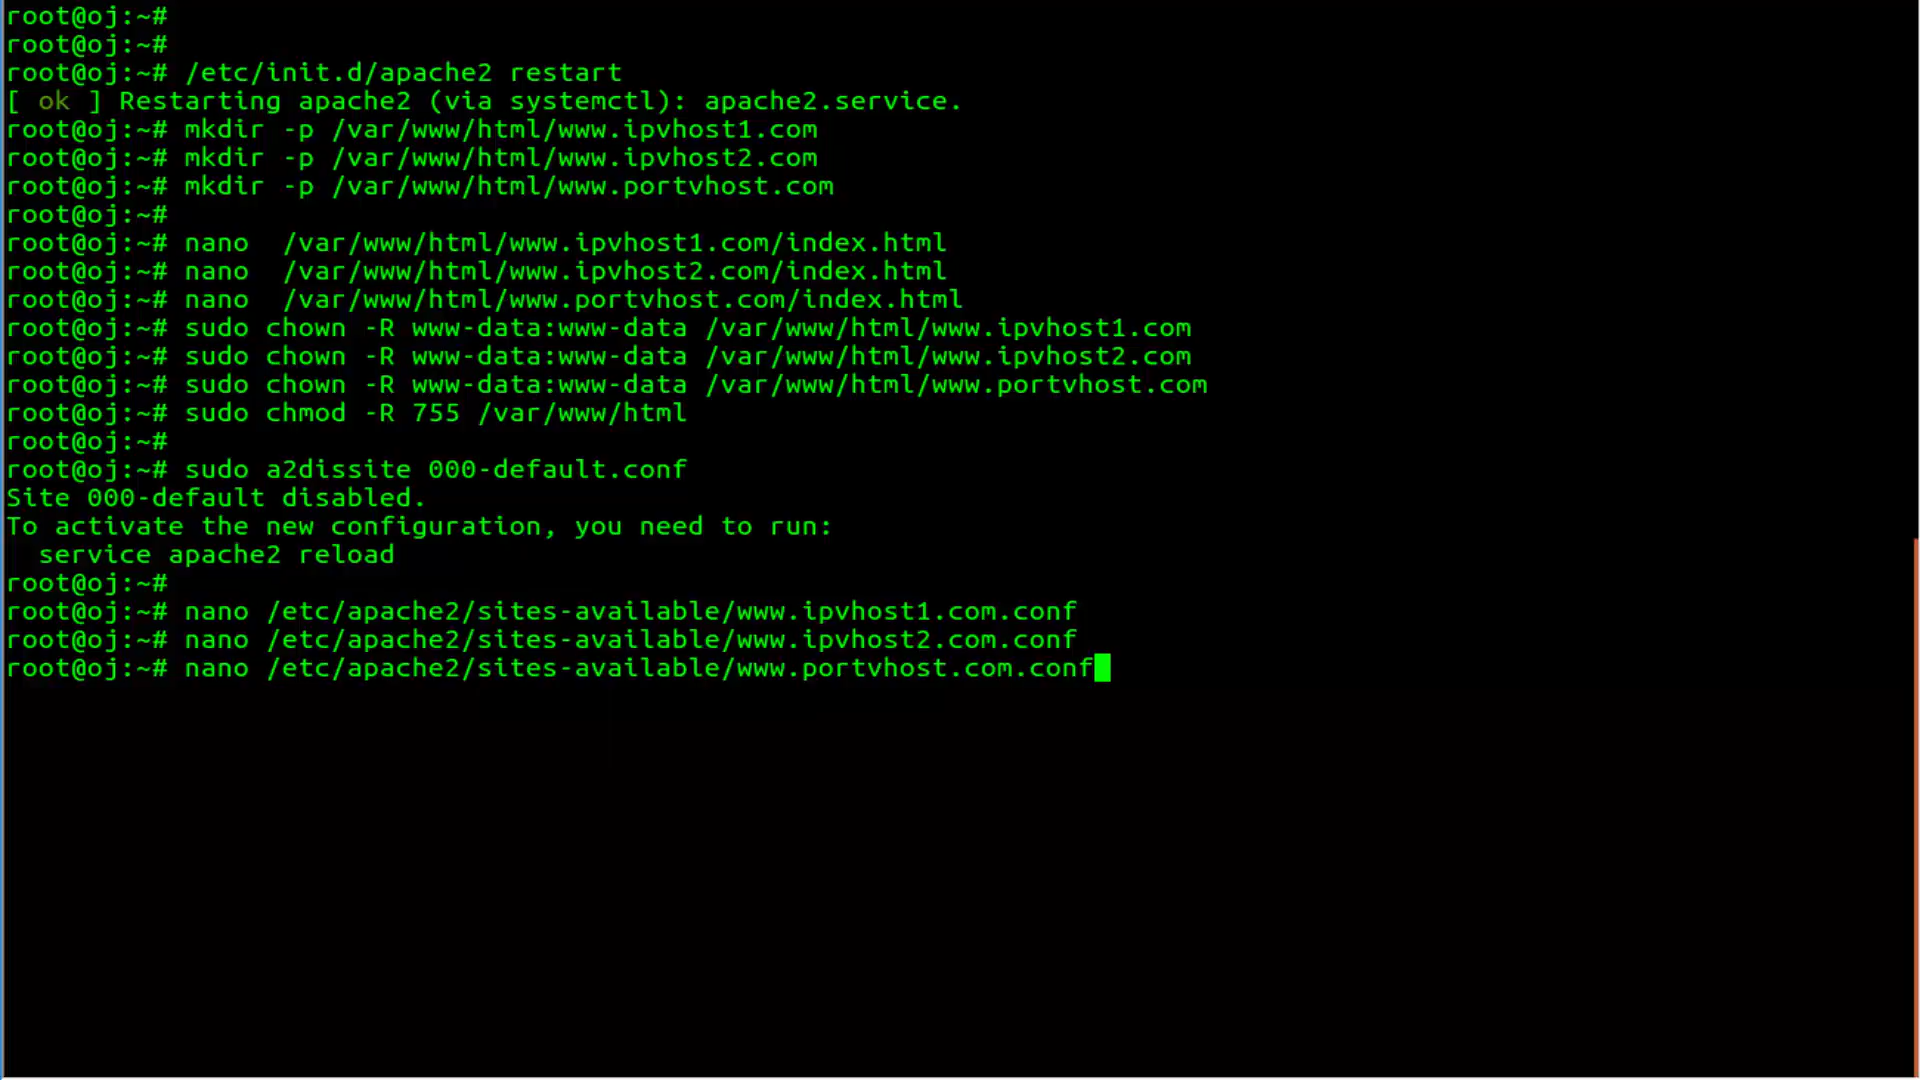 root@oj:~#
root@oj:~#
root@oj:~# /etc/init.d/apache2 restart
[ ok ] Restarting apache2 (via systemctl): apache2.service.
root@oj:~# mkdir -p /var/www/html/www.ipvhost1.com
root@oj:~# mkdir -p /var/www/html/www.ipvhost2.com
root@oj:~# mkdir -p /var/www/html/www.portvhost.com
root@oj:~#
root@oj:~# nano  /var/www/html/www.ipvhost1.com/index.html
root@oj:~# nano  /var/www/html/www.ipvhost2.com/index.html
root@oj:~# nano  /var/www/html/www.portvhost.com/index.html
root@oj:~# sudo chown -R www-data:www-data /var/www/html/www.ipvhost1.com
root@oj:~# sudo chown -R www-data:www-data /var/www/html/www.ipvhost2.com
root@oj:~# sudo chown -R www-data:www-data /var/www/html/www.portvhost.com
root@oj:~# sudo chmod -R 755 /var/www/html
root@oj:~#
root@oj:~# sudo a2dissite 000-default.conf
Site 000-default disabled.
To activate the new configuration, you need to run:
  service apache2 reload
root@oj:~#
root@oj:~# nano /etc/apache2/sites-available/www.ipvhost1.com.conf
root@oj:~# nano /etc/apache2/sites-available/www.ipvhost2.com.conf
root@oj:~# nano /etc/apache2/sites-available/www.portvhost.com.conf